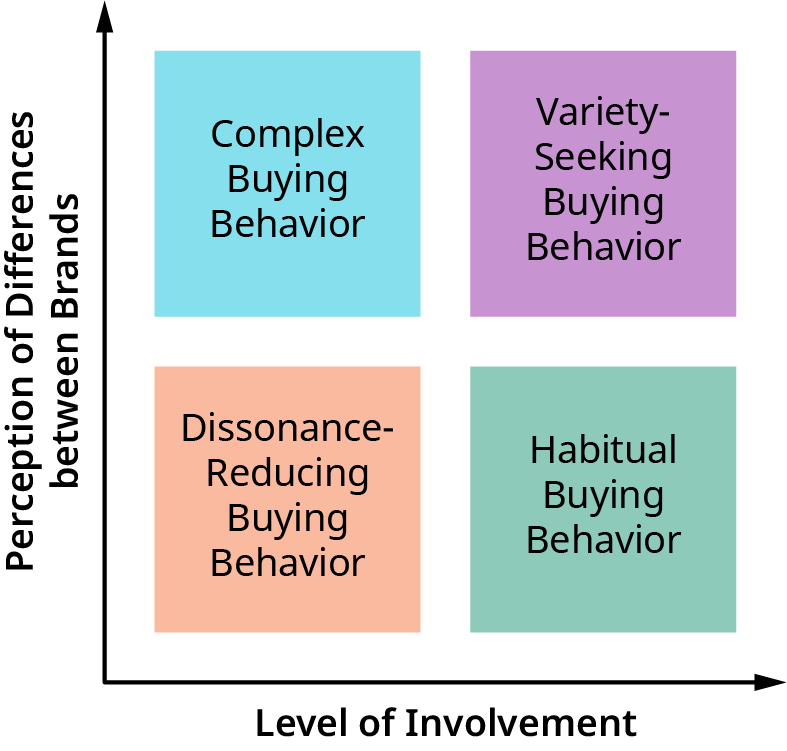 Perception of Differences
between Brands
Complex
Buying
Behavior
Variety-
Seeking
Buying
Behavior
Dissonance-
Reducing
Buying
Behavior
Habitual
Buying
Behavior
Level of Involvement